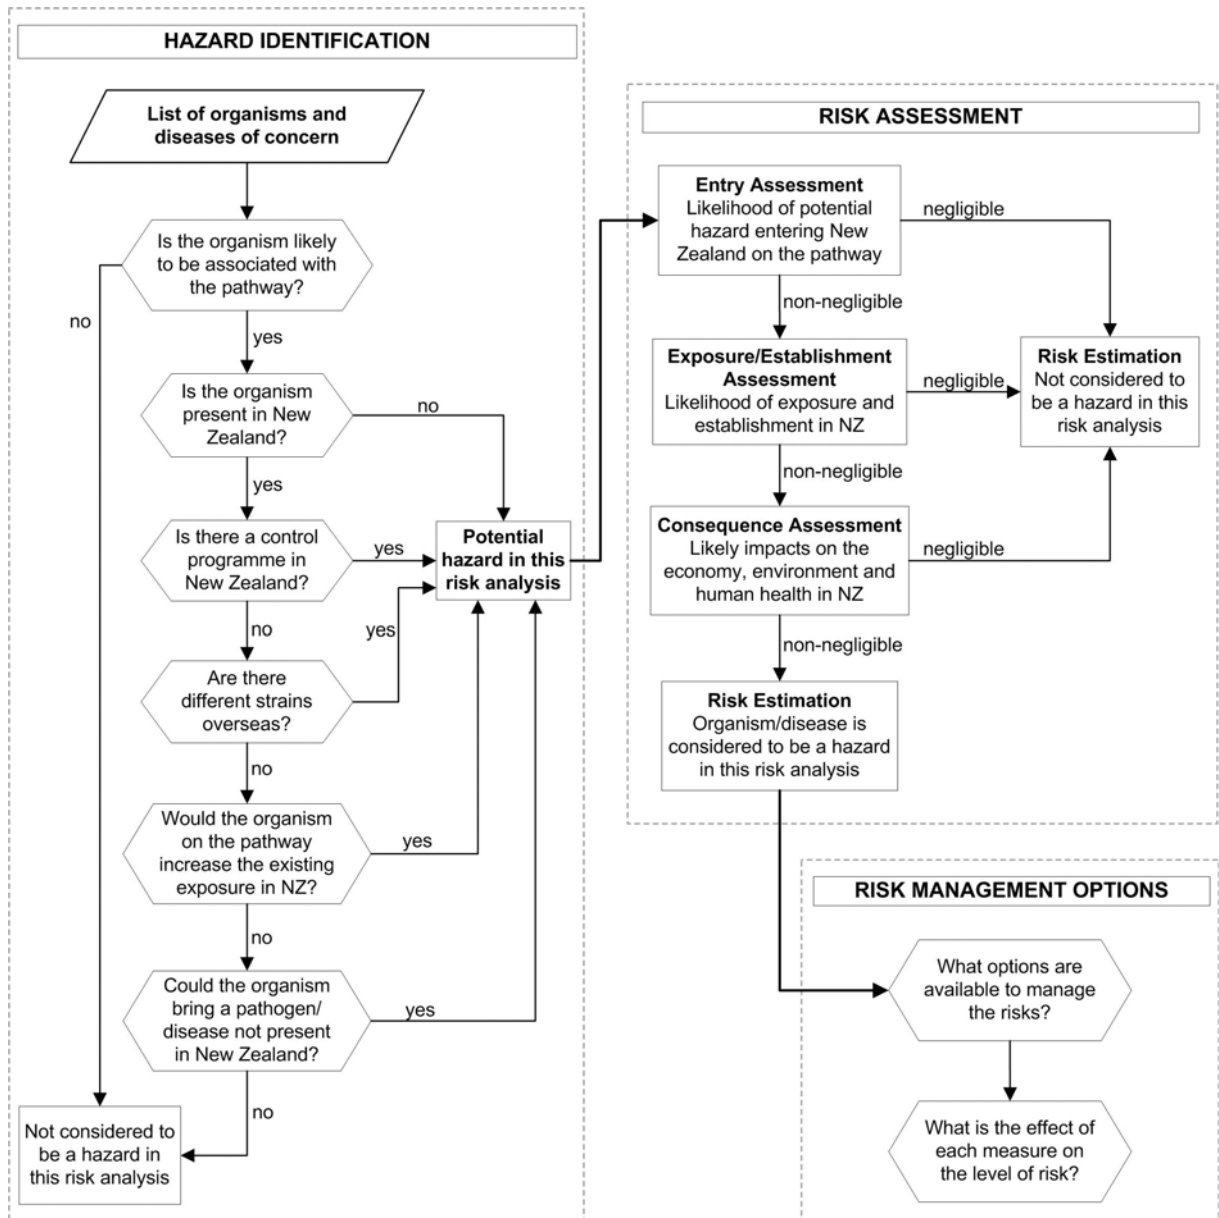 HAZARD IDENTIFICATION
List of organisms and
diseases of concern
Is the organism likely
to be associated with
the pathway?
no
yes
Is the organism
present in New
Zealand?
no
yes
Is there a control
programme in
New Zealand?
yes
no
Are there
different strains
overseas?
yes
no
Would the organism
on the pathway
increase the existing
exposure in NZ?
yes
no
Could the organism
bring a pathogen/
disease not present
in New Zealand?
yes
no
Not considered to
be a hazard in
this risk analysis
Potential
hazard in this
risk analysis
RISK ASSESSMENT
Entry Assessment
Likelihood of potential
hazard entering New
Zealand on the pathway
negligible
non-negligible
Exposure/Establishment
Assessment
Likelihood of exposure and
establishment in NZ
negligible
non-negligible
Risk Estimation
Not considered to
be a hazard in this
risk analysis
Consequence Assessment
Likely impacts on the
economy, environment and
human health in NZ
negligible
non-negligible
Risk Estimation
Organism/disease is
considered to be a hazard
in this risk analysis
RISK MANAGEMENT OPTIONS
What options are
available to manage
the risks?
What is the effect of
each measure on
the level of risk?